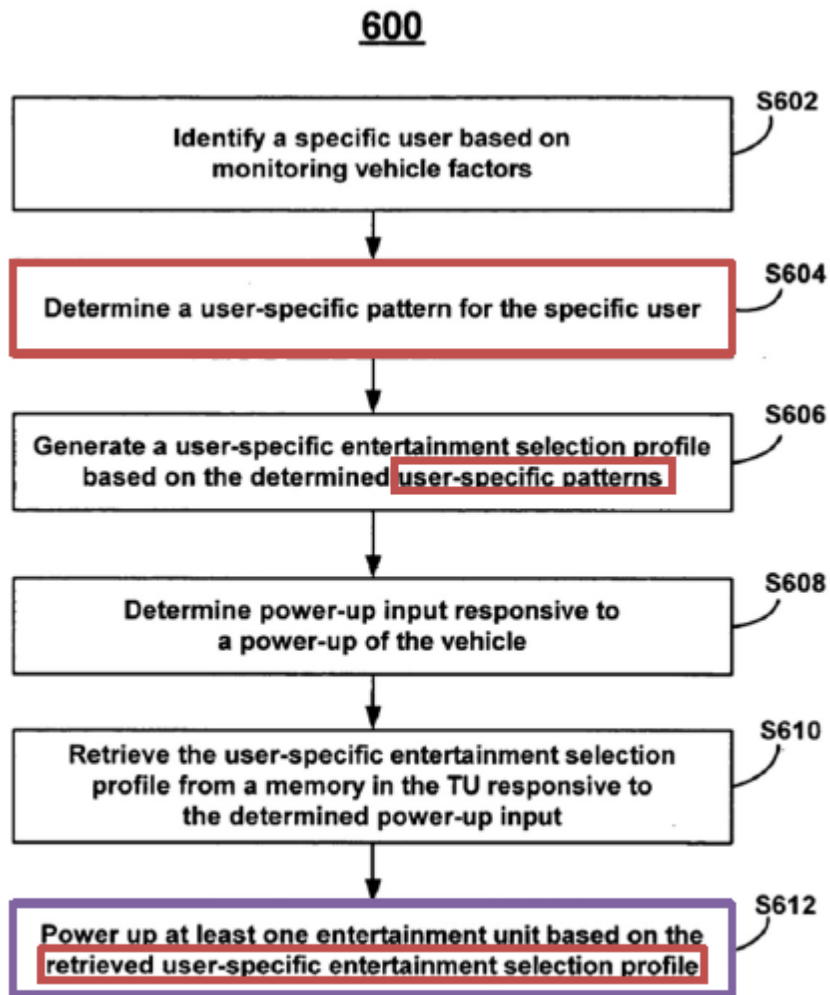 600
S602
Identify a specific user based on
monitoring vehicle factors
S604
Determine a user-specific pattern for the specific user
S606
Generate a user-specific entertainment selection profile
based on the determined user-specific patterns
S608
Determine power-up input responsive to
a power-up of the vehicle
S610
Retrieve the user-specific entertainment selection
profile from a memory in the TU responsive to
the determined power-up input
S612
Power up at least one entertainment unit based on the
retrieved user-specific entertainment selection profile